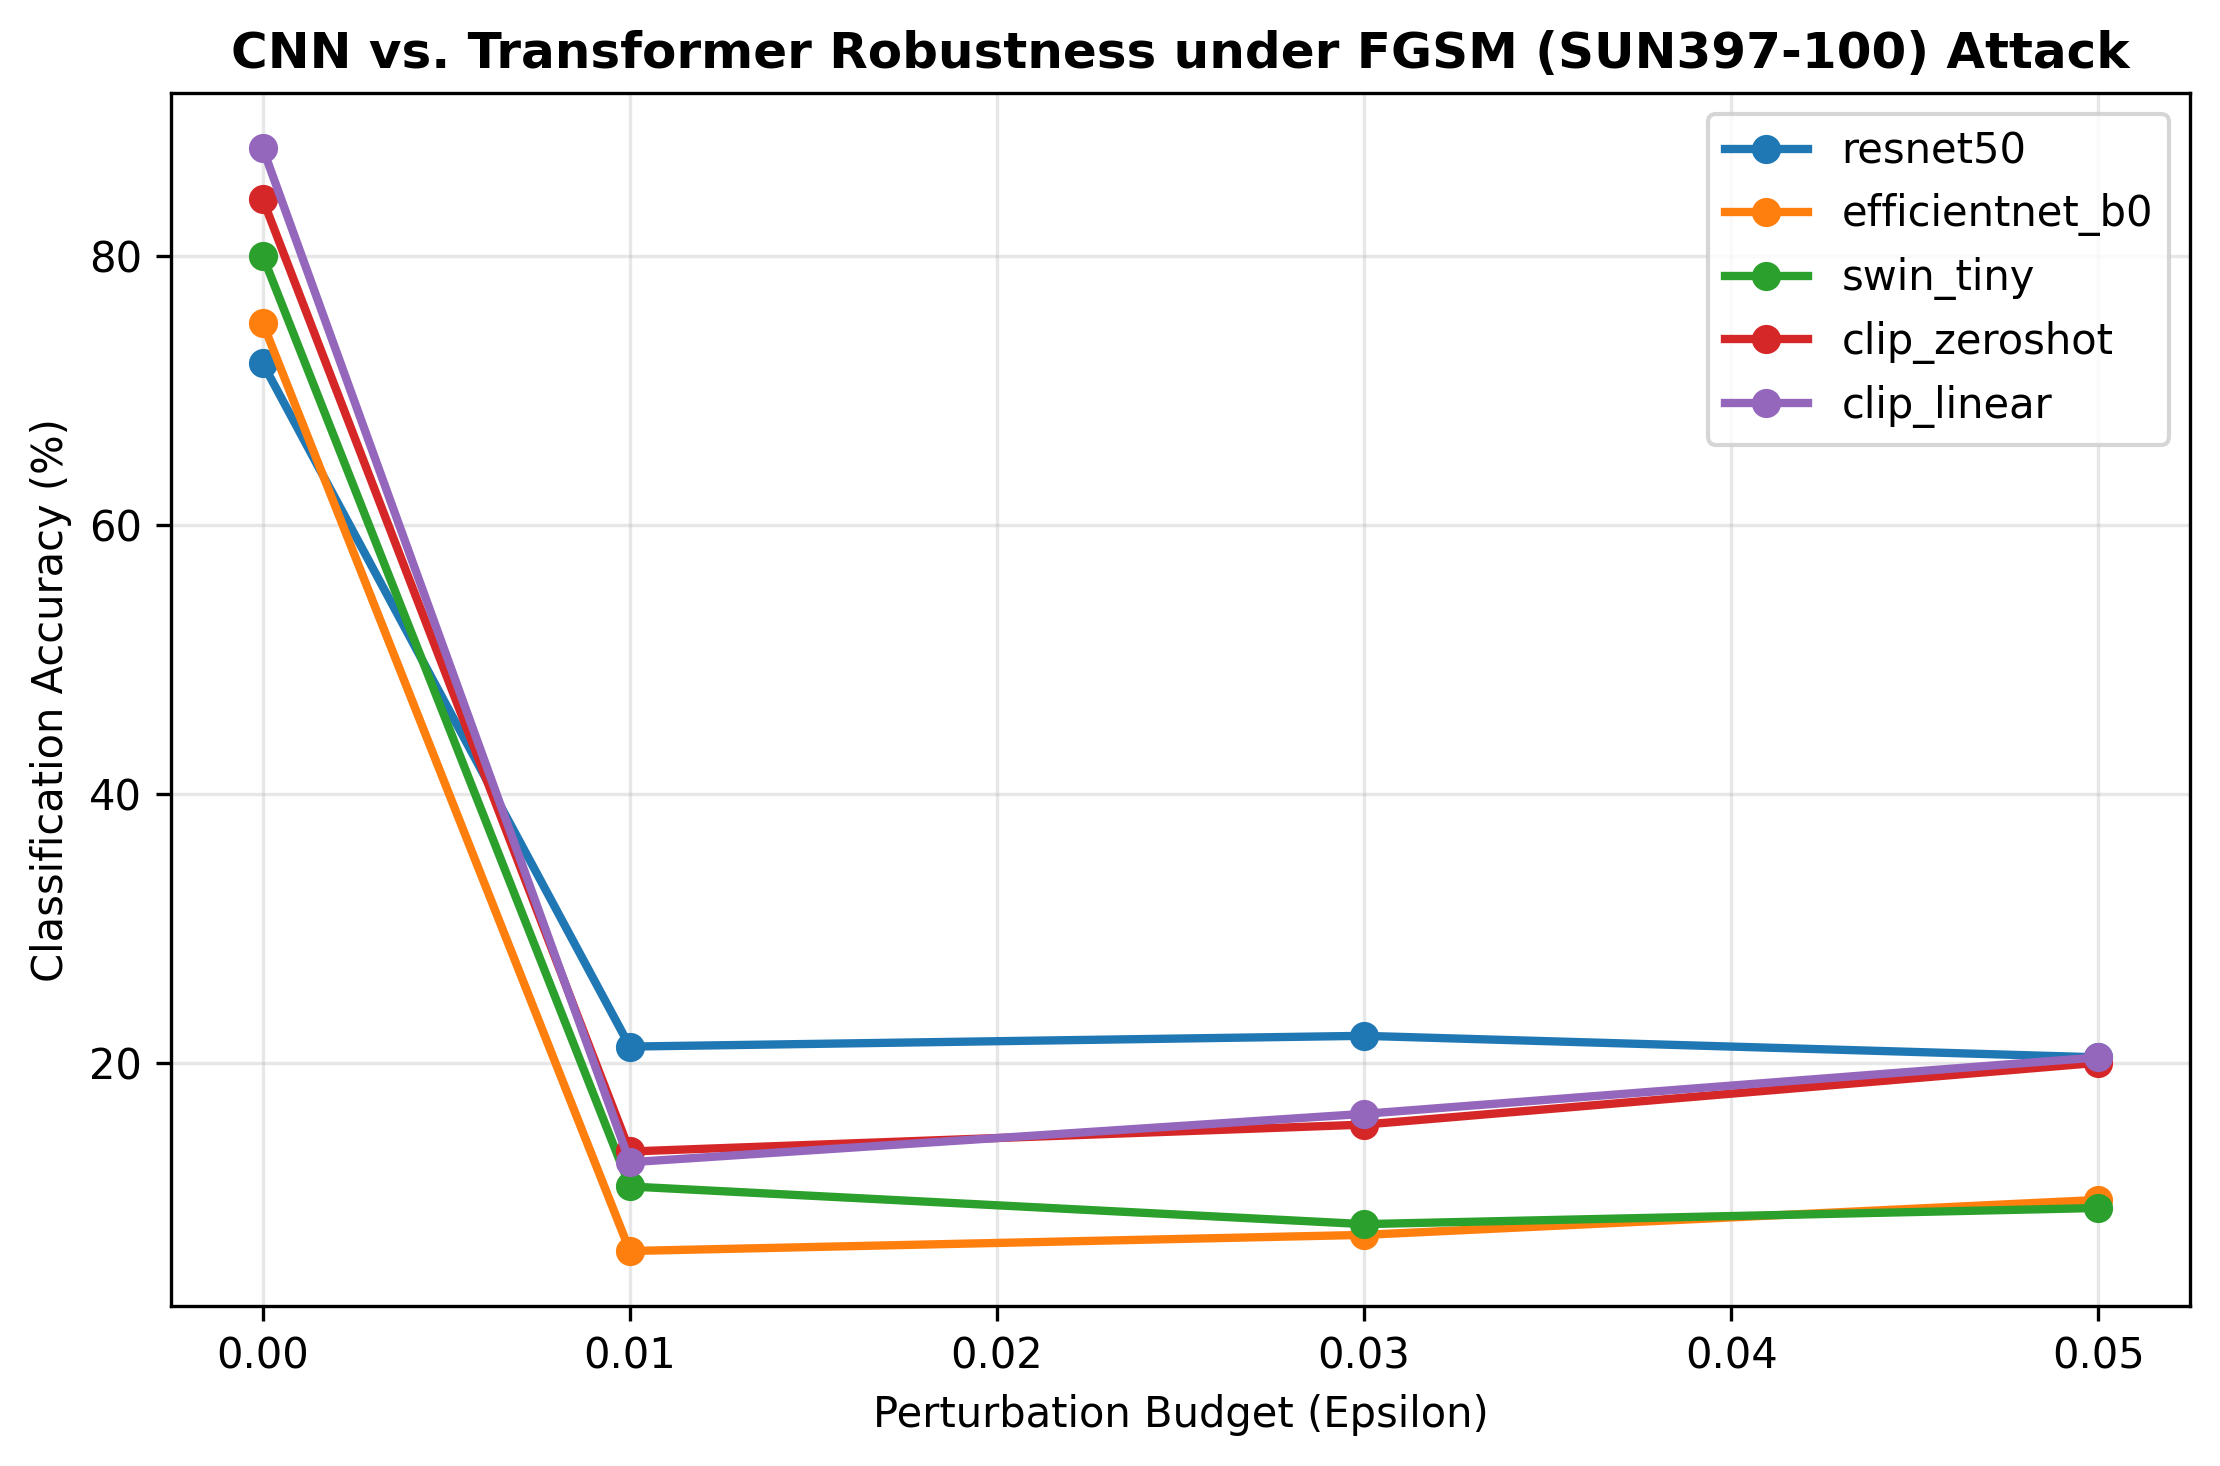 CNN vs. Transformer Robustness under FGSM (SUN397-100) Attack
resnet50
efficientnet_b0
swin_tiny
clip_zeroshot
clip_linear
Classification Accuracy (%)
80
60
40
20
0.00 0.01 0.02 0.03 0.04 0.05
Perturbation Budget (Epsilon)